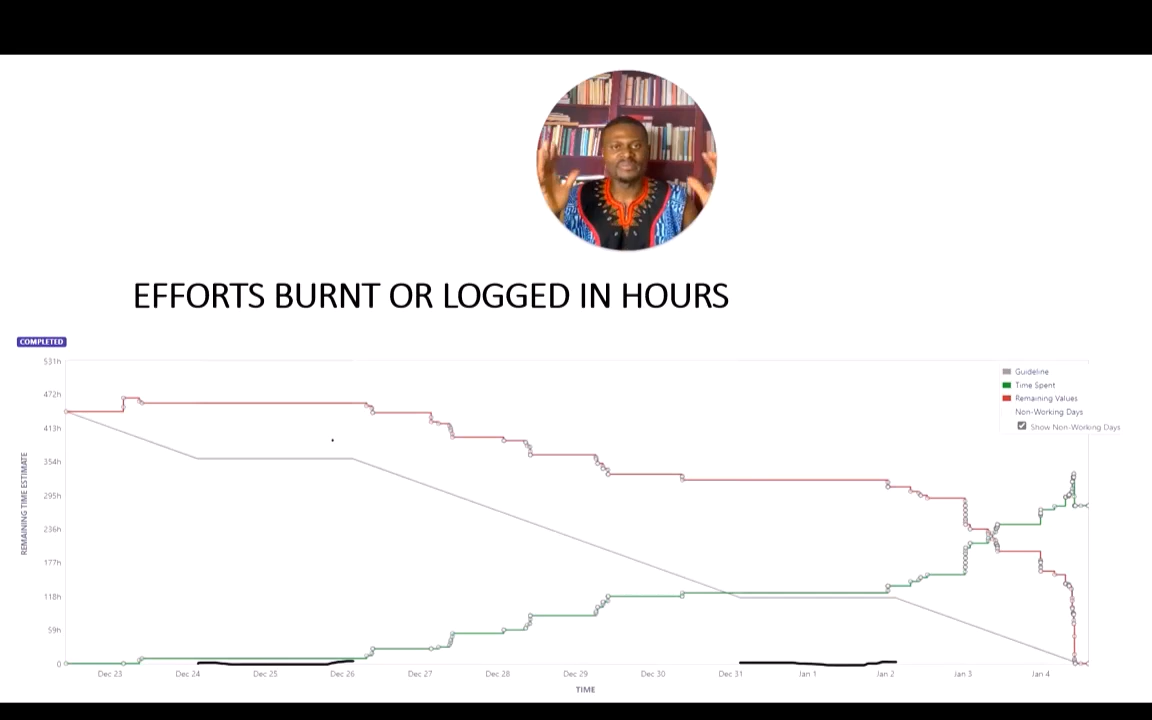 EFFORTS BURNT OR LOGGED IN HOURS
COMPLETED
531h
472h
413h
354h
295h
236h
177h
118h
59h
0
REMAINING TIME ESTIMATE
Guideline
Time Spent
Remaining Values
Non-Working Days
Show Non-Working Days
Dec 23 Dec 24 Dec 25 Dec 26 Dec 27 Dec 28 Dec 29 Dec 30 Dec 31 Jan 1 Jan 2 Jan 3 Jan 4
TIME